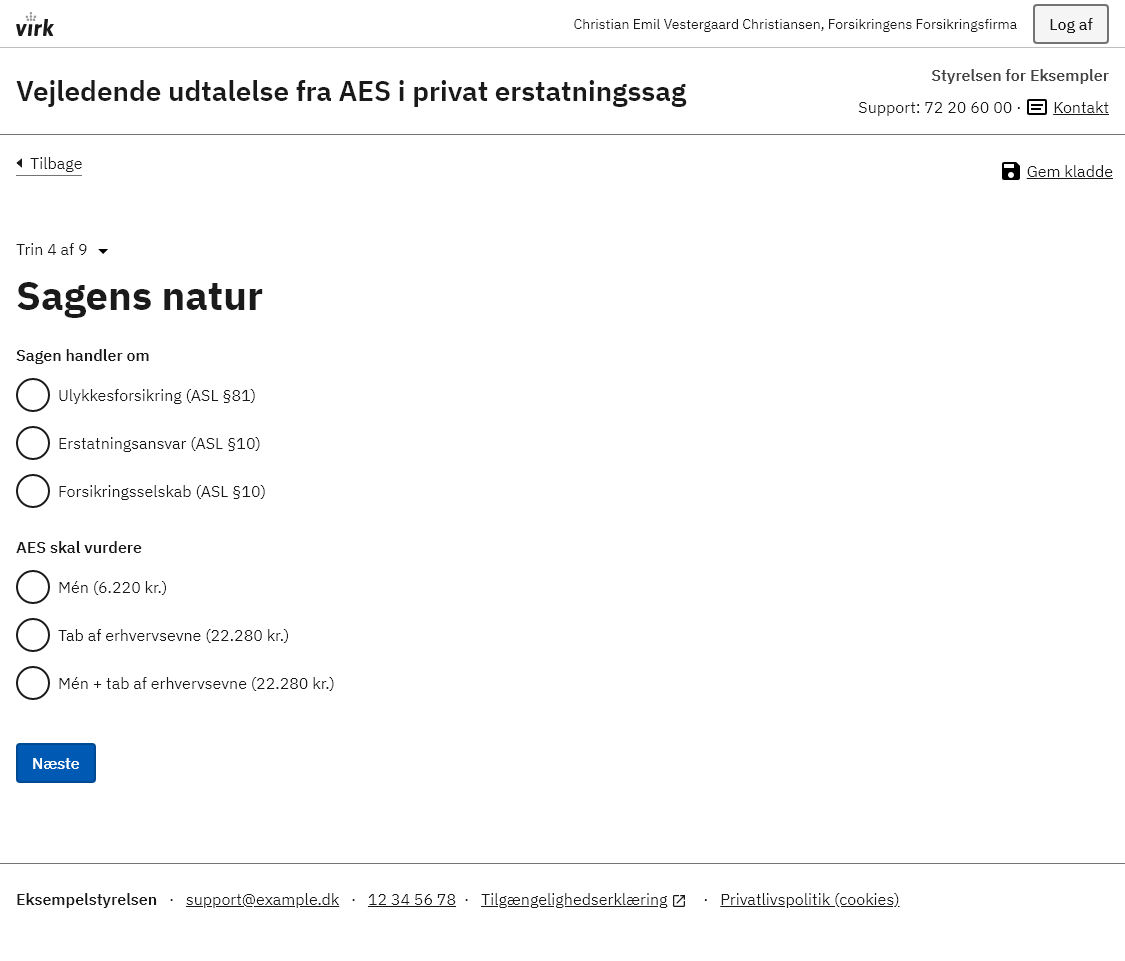 virk
Christian Emil Vestergaard Christiansen, Forsikringens Forsikringsfirma
Log af
Vejledende udtalelse fra AES i privat erstatningssag
Styrelsen for Eksempler
Support: 72 20 60 00 · Kontakt
Tilbage
Gem kladde
Trin 4 af 9
Sagens natur
Sagen handler om
Ulykkesforsikring (ASL §81)
Erstatningsansvar (ASL §10)
Forsikringsselskab (ASL §10)
AES skal vurdere
Mén (6.220 kr.)
Tab af erhvervsevne (22.280 kr.)
Mén + tab af erhvervsevne (22.280 kr.)
Næste
Eksempelstyrelsen · support@example.dk · 12 34 56 78 · Tilgængelighedserklæring · Privatlivspolitik (cookies)